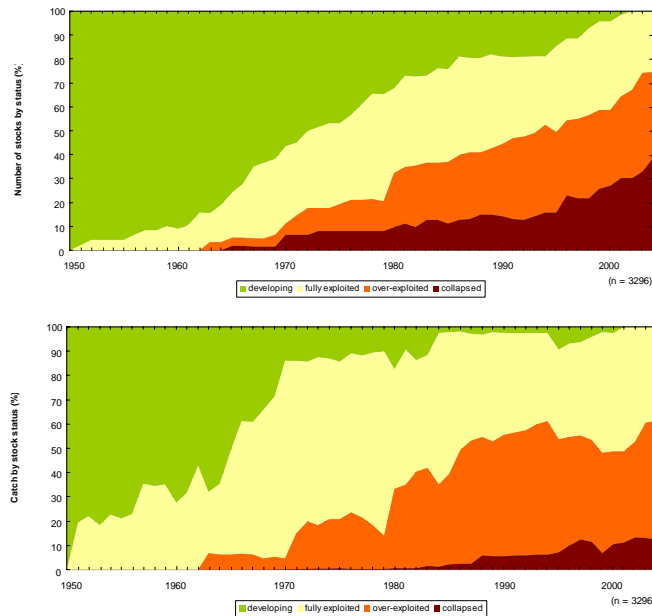 Number of stocks by status (%)
100
90
80
70
60
50
40
30
20
10
0
1950 1960 1970 1980 1990 2000
developing fully exploited over-exploited collapsed
(n = 3296)
Catch by stock status (%)
100
90
80
70
60
50
40
30
20
10
0
1950 1960 1970 1980 1990 2000
(n = 3296)
developing fully exploited over-exploited collapsed